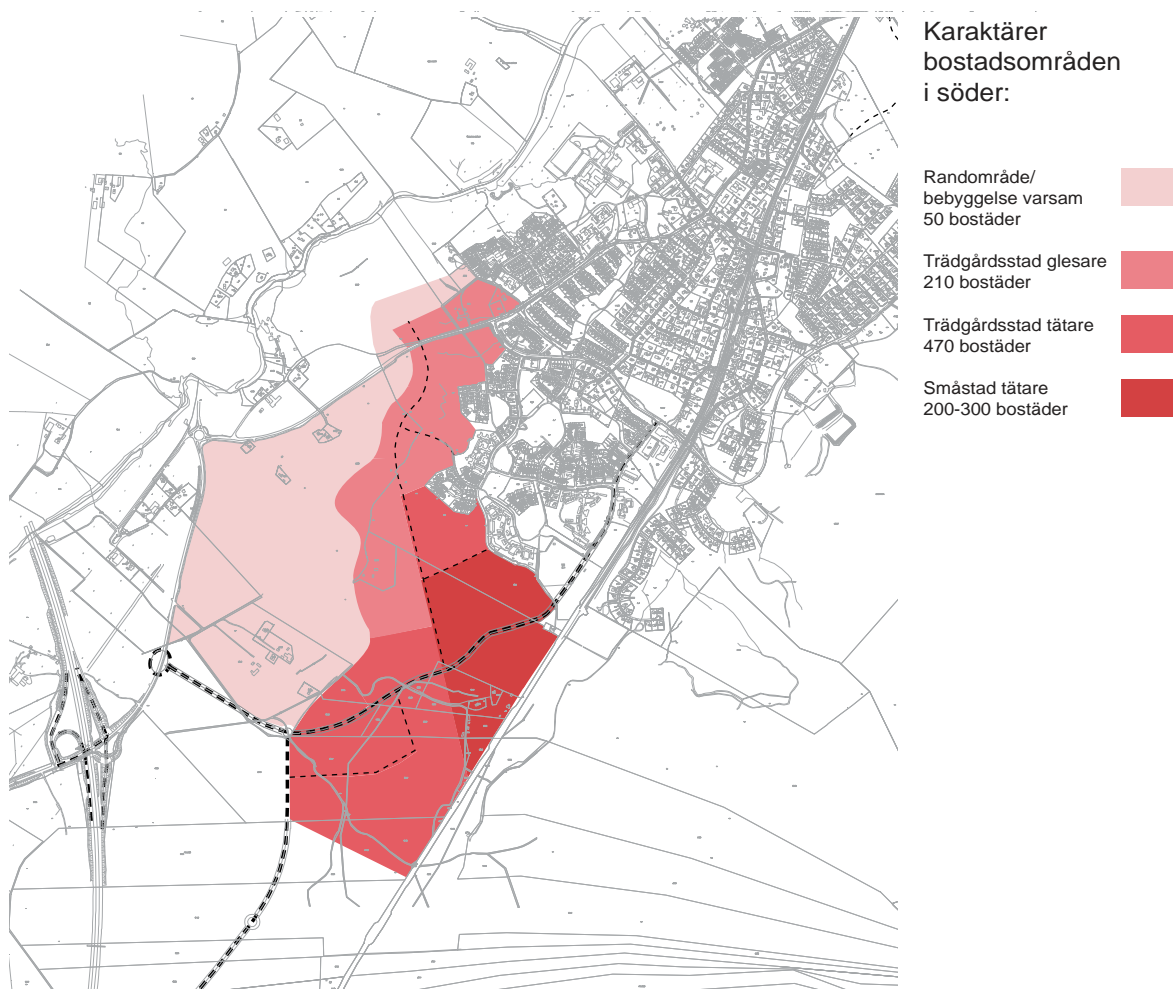 Karaktärer
bostadsområden
i söder:
Randområde/
bebyggelse varsam
50 bostäder
Trädgårdsstad glesare
210 bostäder
Trädgårdsstad tätare
470 bostäder
Småstad tätare
200-300 bostäder